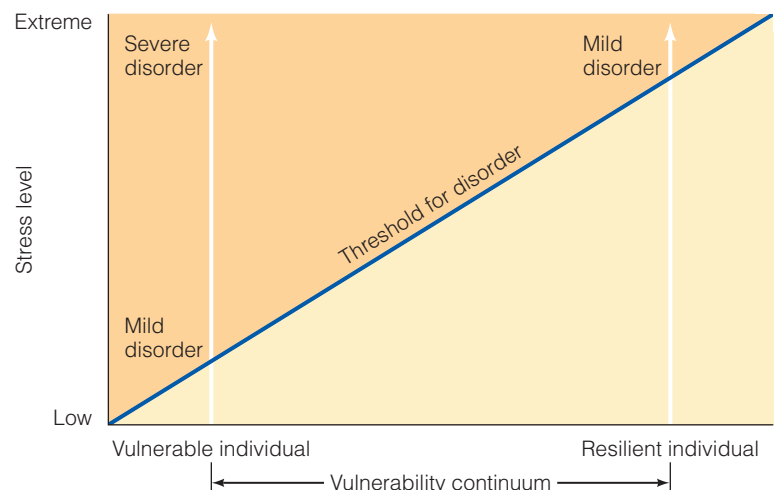 Extreme
Severe
disorder
Mild
disorder
Threshold for disorder
Stress level
Mild
disorder
Low
Vulnerable individual
Resilient individual
Vulnerability continuum